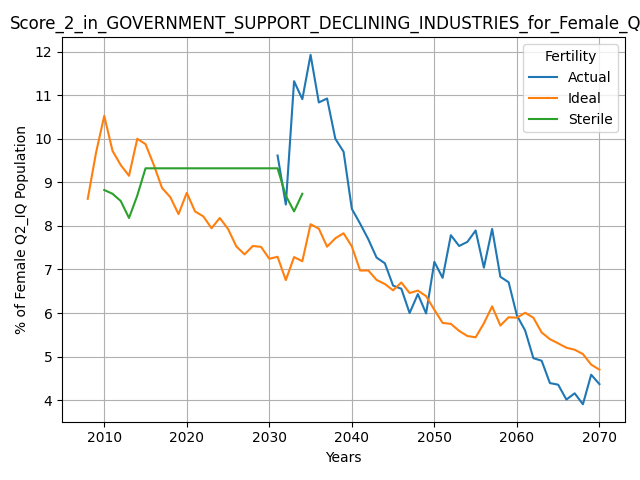 Score_2_in_GOVERNMENT_SUPPORT_DECLINING_INDUSTRIES_for_Female_Q
12
11
10
9
8
7
6
5
4
% of Female Q2_IQ Population
Fertility
Actual
Ideal
Sterile
2010 2020 2030 2040 2050 2060 2070
Years